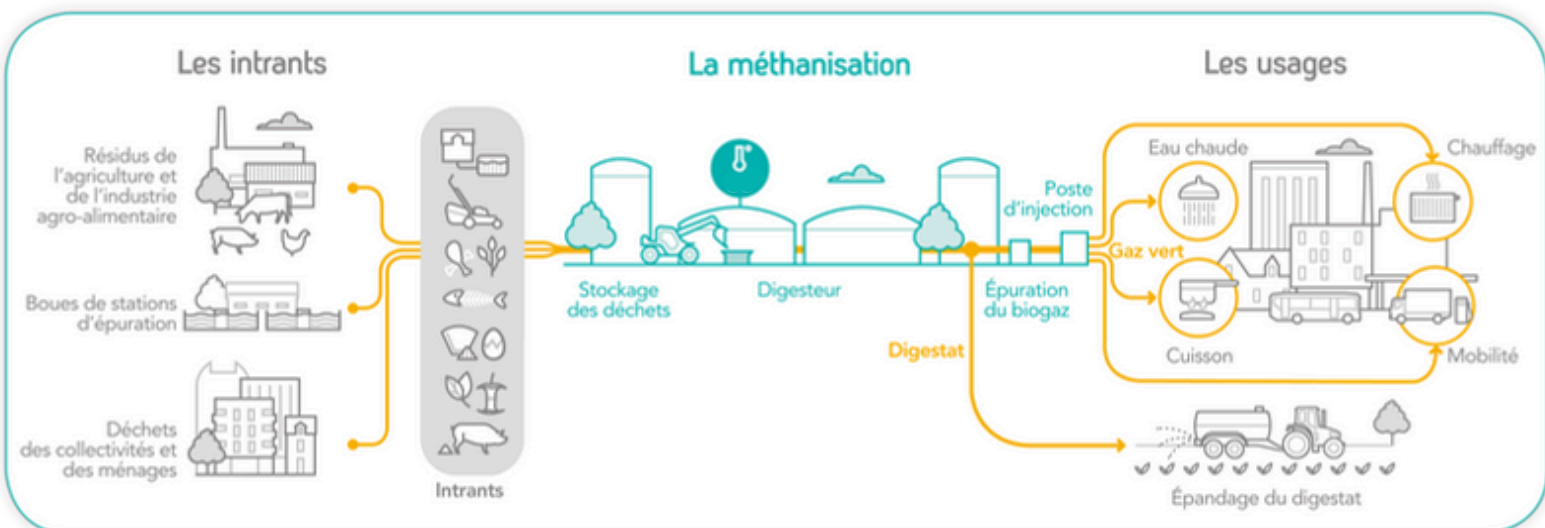 Les intrants
La méthanisation
Les usages
Résidus de
l'agriculture et
de l'industrie
agro-alimentaire
Boues de stations
d'épuration
Déchets
des collectivités et
des ménages
Intrants
Stockage
des déchets
Digesteur
Épuration
du biogaz
Poste
d'injection
Digestat
Gaz vert
Eau chaude
Chauffage
Cuisson
Mobilité
Épandage du digestat